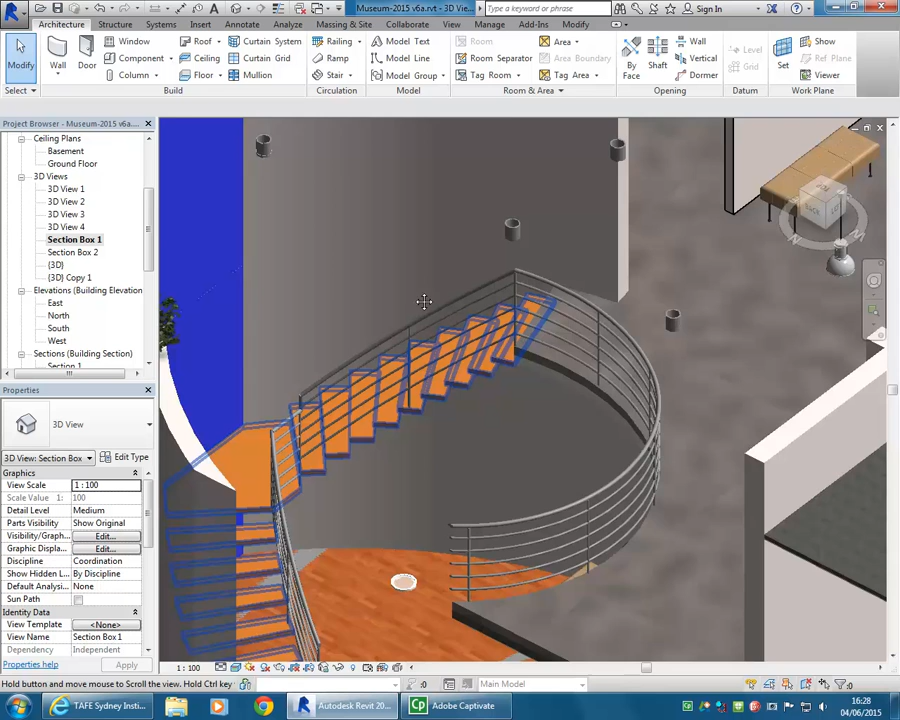 Museum-2015 v6a.rvt - 3D Vie...
Type a keyword or phrase
Sign In
Architecture Structure Systems Insert Annotate Analyze Massing & Site Collaborate View Manage Add-Ins Modify
Modify
Wall
Door
Window
Component
Column
Roof
Ceiling
Floor
Curtain System
Curtain Grid
Mullion
Railing
Ramp
Stair
Model Text
Model Line
Model Group
Room
Room Separator
Tag Room
Area
Area Boundary
Tag Area
By
Face
Shaft
Wall
Vertical
Dormer
Level
Grid
Set
Show
Ref Plane
Viewer
Select
Build
Circulation
Model
Room & Area
Opening
Datum
Work Plane
Project Browser - Museum-2015 v6a....
Ceiling Plans
Basement
Ground Floor
3D Views
3D View 1
3D View 2
3D View 3
3D View 4
Section Box 1
Section Box 2
{3D}
{3D} Copy 1
Elevations (Building Elevation
East
North
South
West
Sections (Building Section)
Section 1
Properties
3D View
3D View: Section Box
Edit Type
Graphics
View Scale 1 : 100
Scale Value 1: 100
Detail Level Medium
Parts Visibility Show Original
Visibility/Graph... Edit...
Graphic Displa... Edit...
Discipline Coordination
Show Hidden L... By Discipline
Default Analysi... None
Sun Path
Identity Data
View Template <None>
View Name Section Box 1
Dependency Independent
Properties help
Apply
1 : 100
Hold button and move mouse to Scroll the view. Hold Ctrl key
:0
Main Model
:0
TAFE Sydney Insti...
Autodesk Revit 20...
Adobe Captivate
16:28
04/06/2015